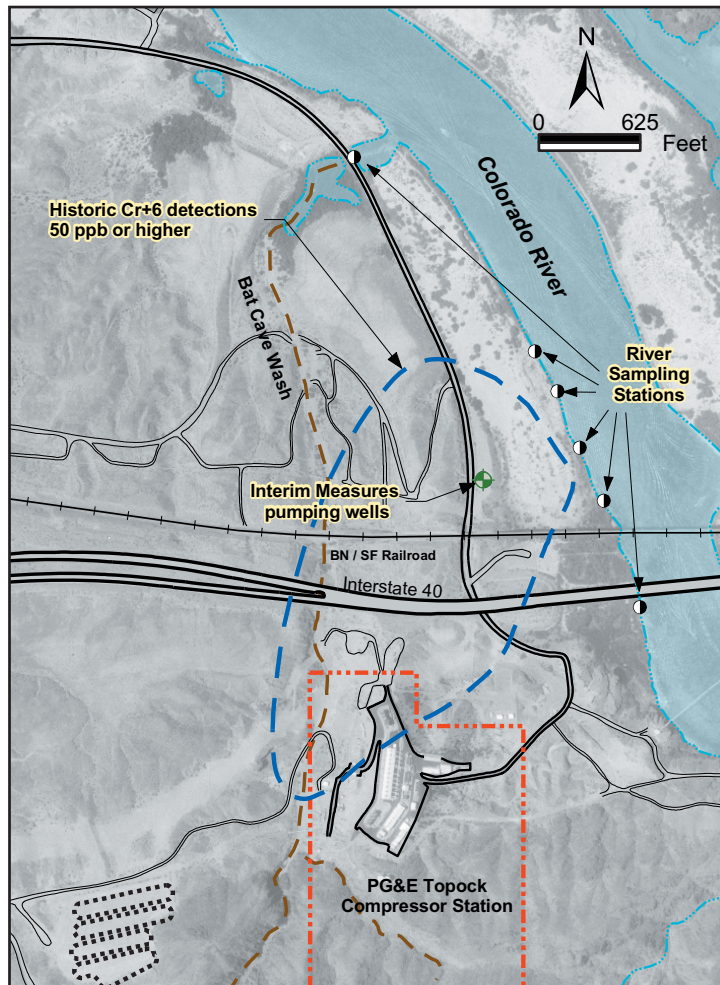 N
0 625
Feet
Colorado River
Historic Cr+6 detections
50 ppb or higher
Bat Cave Wash
River
Sampling
Stations
Interim Measures
pumping wells
BN / SF Railroad
Interstate 40
PG&E Topock
Compressor Station